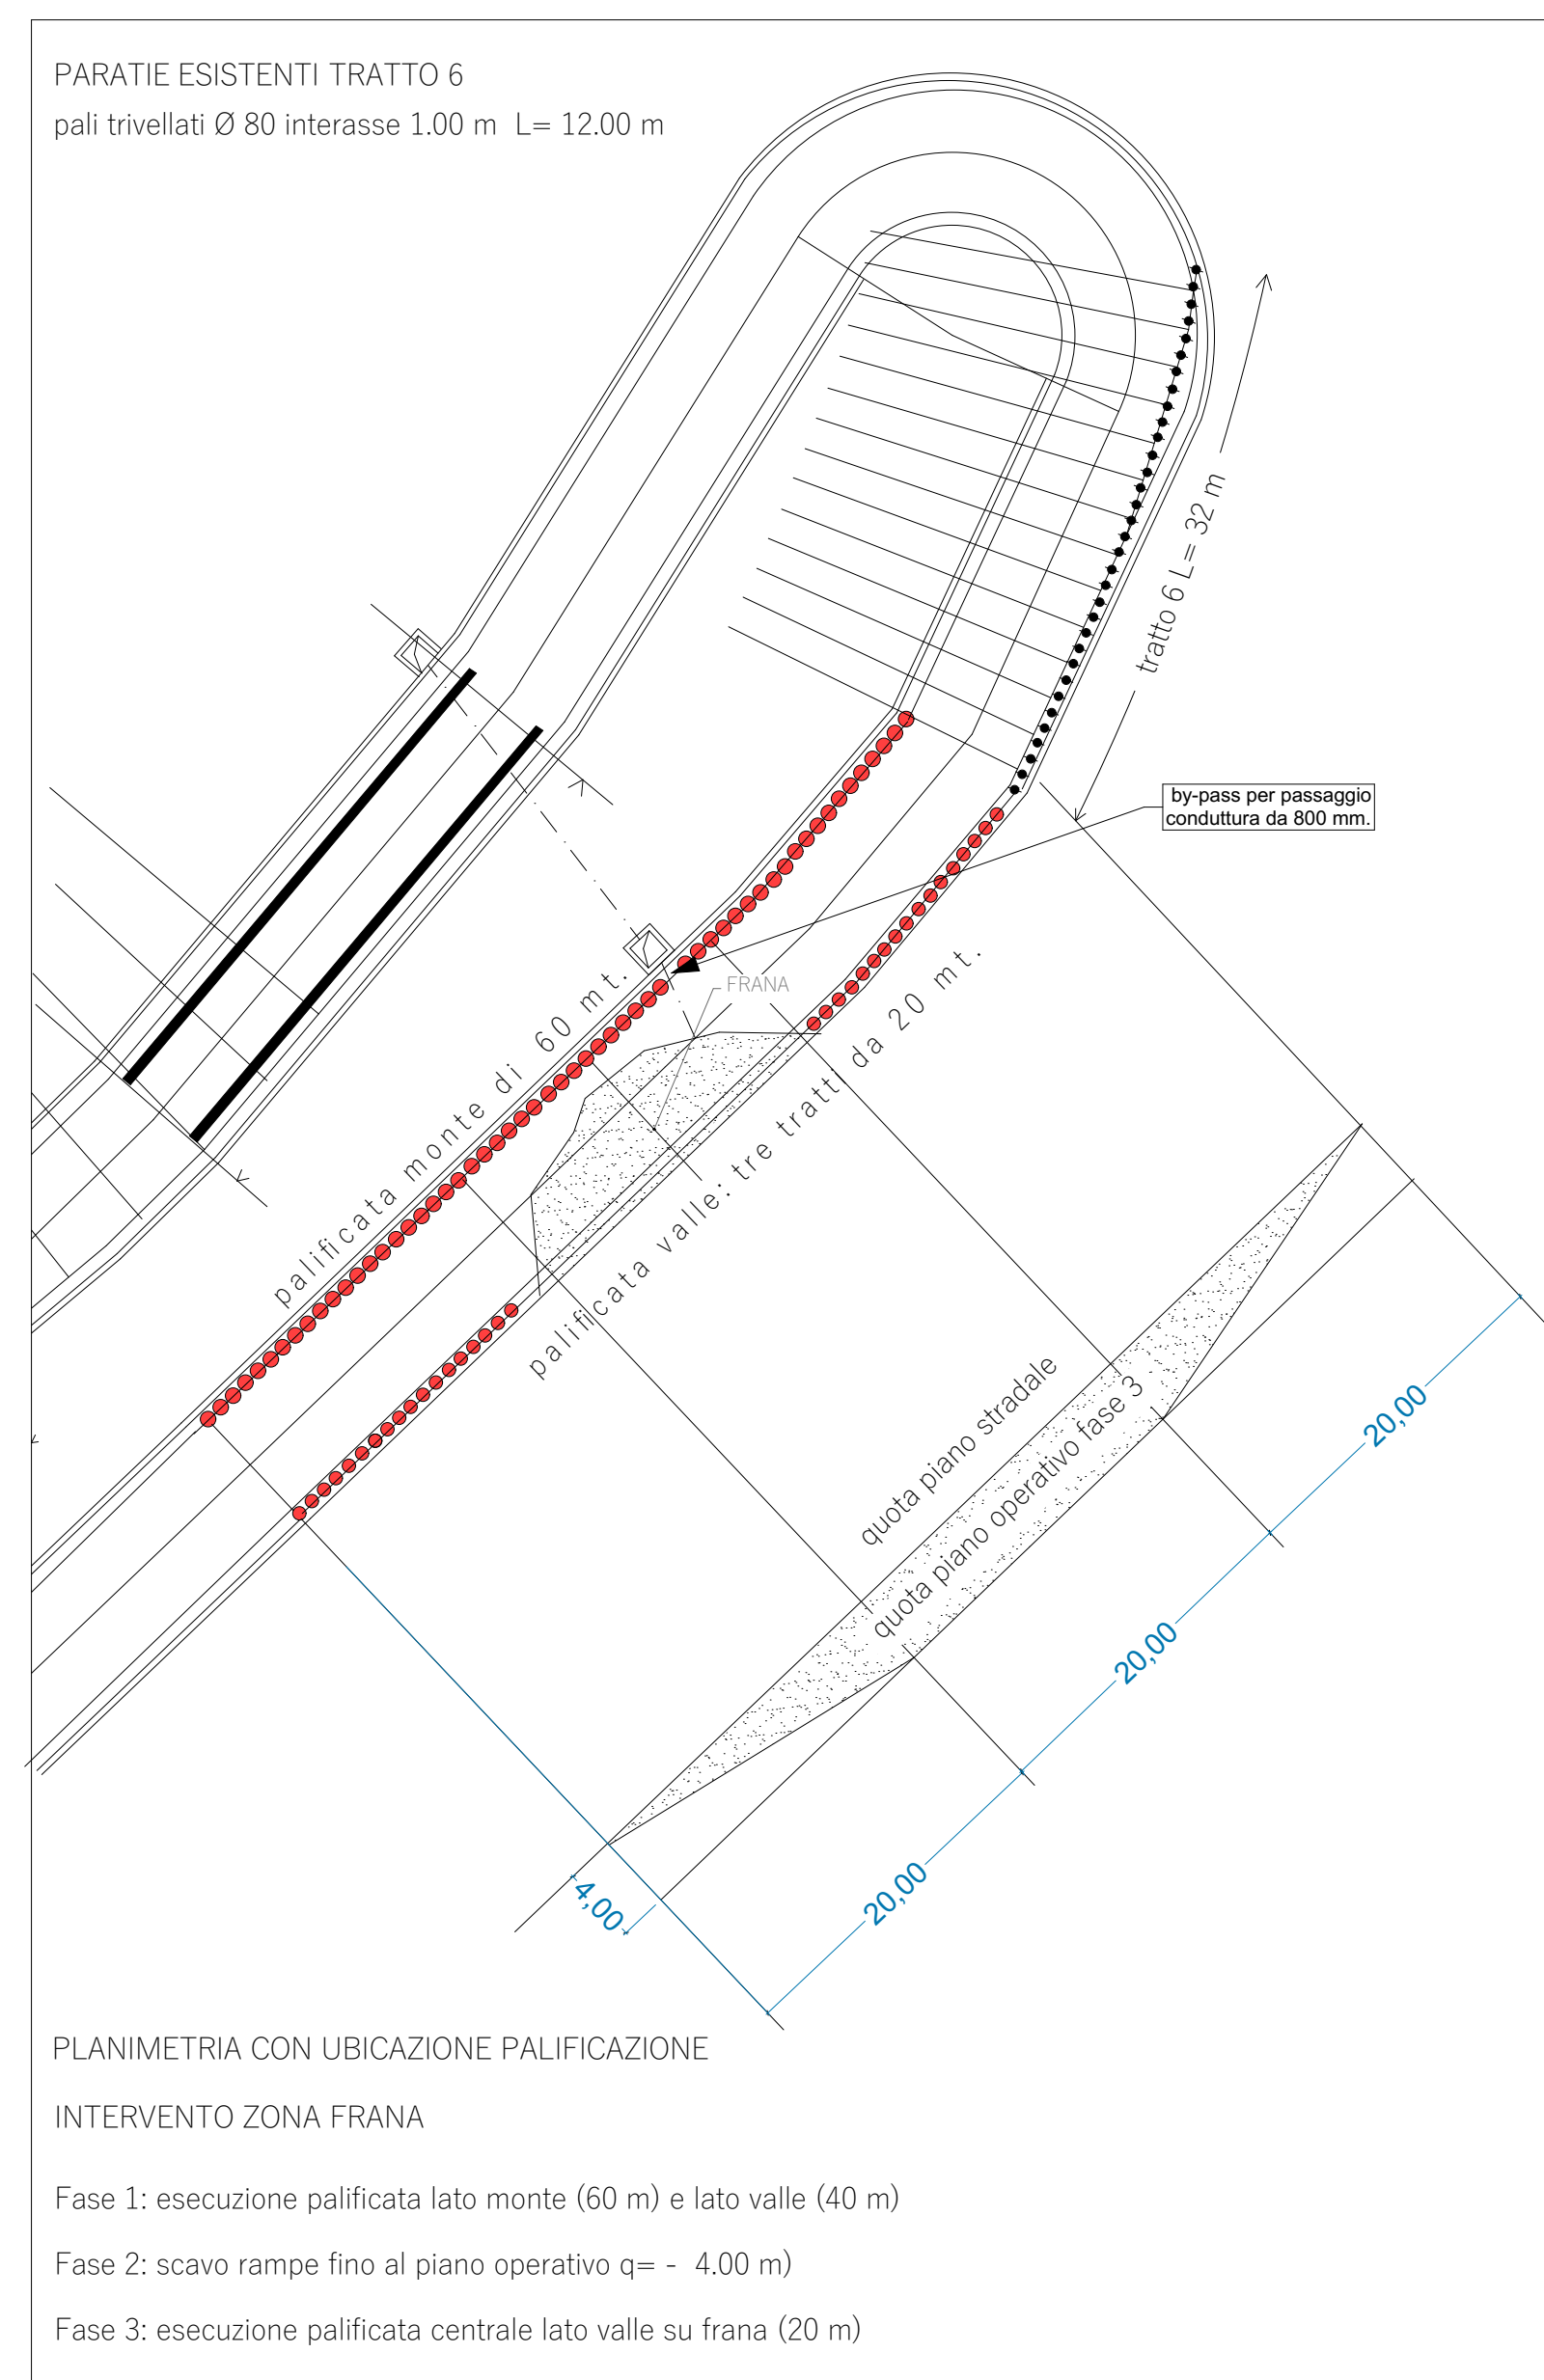 PARATIE ESISTENTI TRATTO 6
pali trivellati Ø 80 interasse 1.00 m L= 12.00 m
tratto 6 L= 32 m
by-pass per passaggio
conduttura da 800 mm.
FRANA
palificata monte di 60 mt.
palificata valle: tre tratti da 20 mt.
quota piano stradale
quota piano operativo fase 3
20,00
20,00
20,00
4,00
PLANIMETRIA CON UBICAZIONE PALIFICAZIONE
INTERVENTO ZONA FRANA
Fase 1: esecuzione palificata lato monte (60 m) e lato valle (40 m)
Fase 2: scavo rampe fino al piano operativo q= - 4.00 m)
Fase 3: esecuzione palificata centrale lato valle su frana (20 m)